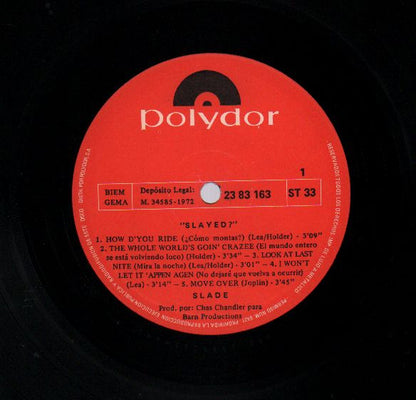 polydor
1
BIEM
GEMA
Depósito Legal:
M. 34585-1972
23 83 163
ST 33
"SLAYED?"
1. HOW D'YOU RIDE (¿Cómo montas?) (Lea/Holder) - 3'09"
2. THE WHOLE WORLD'S GOIN' CRAZEE (El mundo entero
se está volviendo loco) (Holder) - 3'34" — 3. LOOK AT LAST
NITE (Mira la noche) (Lea/Holder) - 3'01" — 4. I WON'T
LET IT 'APPEN AGEN (No dejaré que vuelva a ocurrir)
(Lea) - 3'14" — 5. MOVE OVER (Joplin) - 3'45"
SLADE
Prod. por: Chas Chandler para
Barn Productions